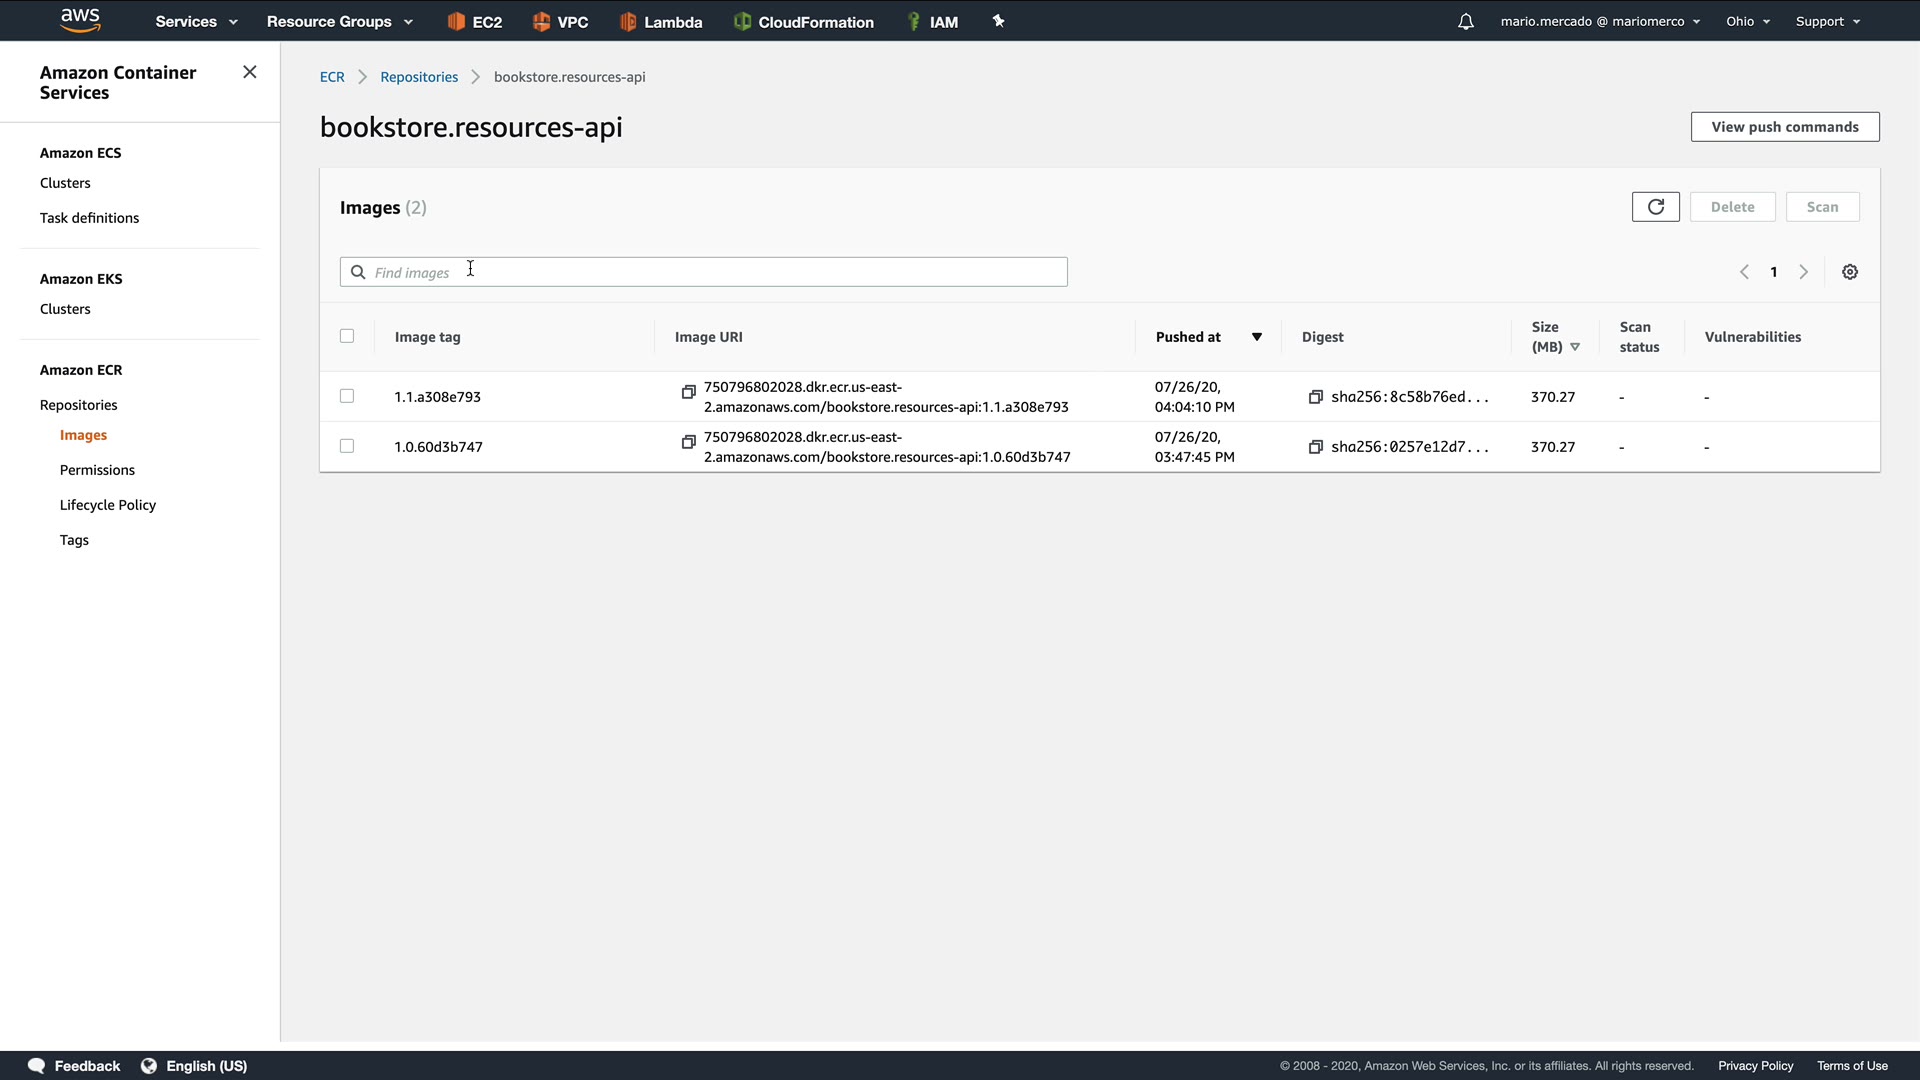 aws Services Resource Groups EC2 VPC Lambda CloudFormation IAM mario.mercado @ mariomerco Ohio Support
Amazon Container
Services
Amazon ECS
Clusters
Task definitions
Amazon EKS
Clusters
Amazon ECR
Repositories
Images
Permissions
Lifecycle Policy
Tags
ECR Repositories bookstore.resources-api
bookstore.resources-api
View push commands
Images (2)
Delete Scan
Find images
1
Image tag Image URI Pushed at Digest Size (MB) Scan status Vulnerabilities
1.1.a308e793
750796802028.dkr.ecr.us-east-
2.amazonaws.com/bookstore.resources-api:1.1.a308e793
07/26/20,
04:04:10 PM
sha256:8c58b76ed...
370.27
-
-
1.0.60d3b747
750796802028.dkr.ecr.us-east-
2.amazonaws.com/bookstore.resources-api:1.0.60d3b747
07/26/20,
03:47:45 PM
sha256:0257e12d7...
370.27
-
-
Feedback English (US) © 2008 - 2020, Amazon Web Services, Inc. or its affiliates. All rights reserved. Privacy Policy Terms of Use